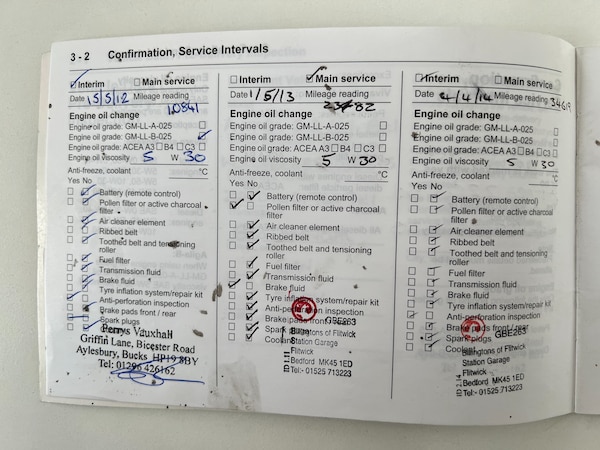 3 - 2 Confirmation, Service Intervals
Interim Main service
Date 15/5/12 Mileage reading
10841
Engine oil change
Engine oil grade: GM-LL-A-025
Engine oil grade: GM-LL-B-025
Engine oil grade: ACEA A3 B4 C3
Engine oil viscosity 5 W 30
Anti-freeze, coolant °C
Yes No
Battery (remote control)
Pollen filter or active charcoal
filter
Air cleaner element
Ribbed belt
Toothed belt and tensioning
roller
Fuel filter
Transmission fluid
Brake fluid
Tyre inflation system/repair kit
Anti-perforation inspection
Brake pads front / rear
Spark plugs
Perrys Vauxhall
Griffin Lane, Bicester Road
Aylesbury, Bucks HP19 8BY
Tel: 01296 426162
Interim Main service
Date 1/5/13 Mileage reading
Engine oil change
Engine oil grade: GM-LL-A-025
Engine oil grade: GM-LL-B-025
Engine oil grade: ACEA A3 B4 C3
Engine oil viscosity 5 W 30
Anti-freeze, coolant °C
Yes No
Battery (remote control)
Pollen filter or active charcoal
filter
Air cleaner element
Ribbed belt
Toothed belt and tensioning
roller
Fuel filter
Transmission fluid
Brake fluid
Tyre inflation system/repair kit
Anti-perforation inspection
Brake pads front / rear
GBE263
Spark plugs
of Flitwick
Coolant
Station Garage
Flitwick
Bedford MK45 1ED
Tel:- 01525 713223
Interim Main service
Date 4/4/14 Mileage reading 34619
Engine oil change
Engine oil grade: GM-LL-A-025
Engine oil grade: GM-LL-B-025
Engine oil grade: ACEA A3 B4 C3
Engine oil viscosity 5 W 30
Anti-freeze, coolant °C
Yes No
Battery (remote control)
Pollen filter or active charcoal
filter
Air cleaner element
Ribbed belt
Toothed belt and tensioning
roller
Fuel filter
Transmission fluid
Brake fluid
Tyre inflation system/repair kit
Anti-perforation inspection
Brake pads front / rear
GBE263
Spark plugs
Coolant
of Flitwick
Station Garage
Flitwick
Bedford MK45 1ED
Tel:- 01525 713223